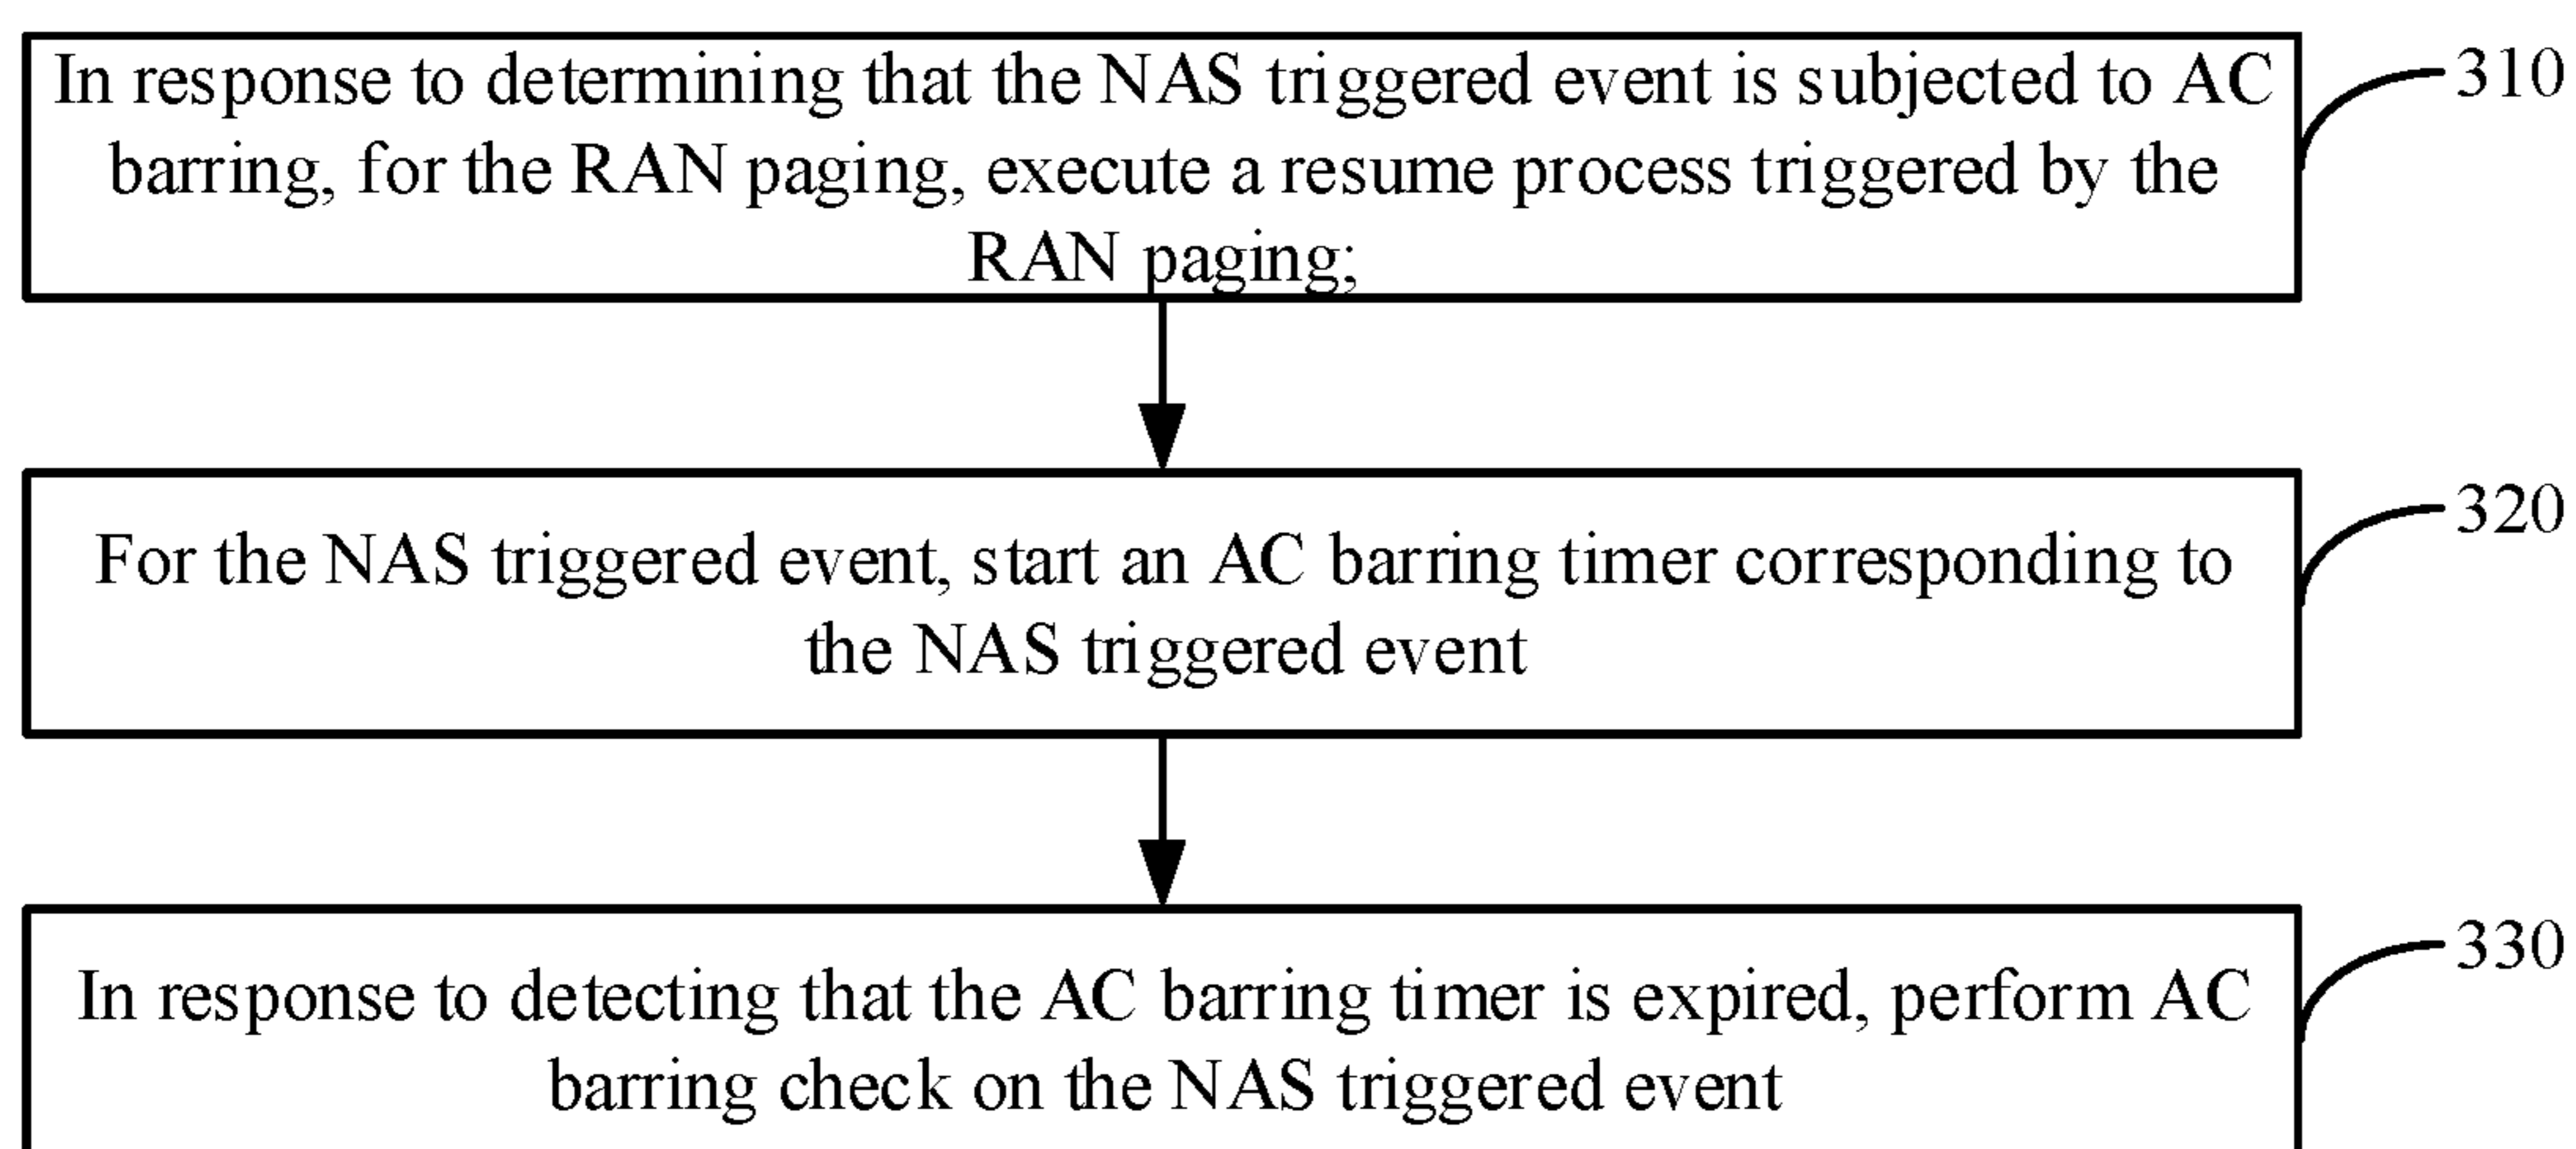 In response to determining that the NAS triggered event is subjected to AC
barring, for the RAN paging, execute a resume process triggered by the
RAN paging;
310
For the NAS triggered event, start an AC barring timer corresponding to
the NAS triggered event
320
In response to detecting that the AC barring timer is expired, perform AC
barring check on the NAS triggered event
330